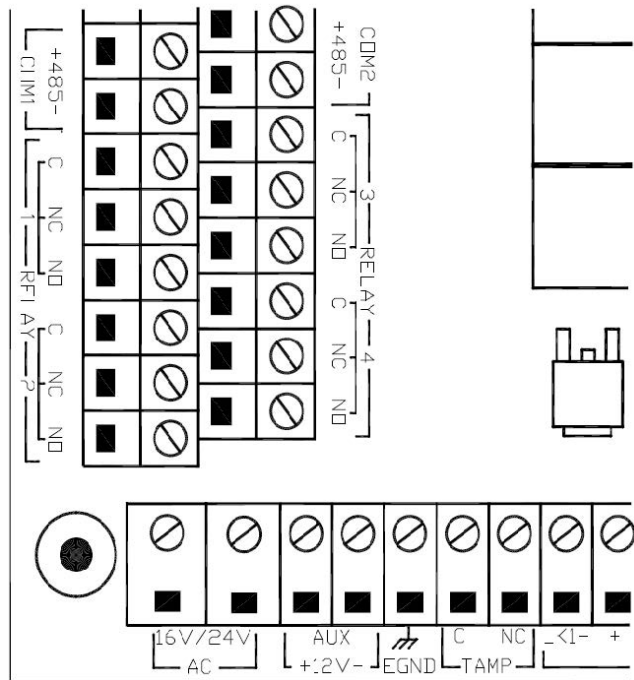 +485-
COM1
C
NC
NO
1
RELAY
2
C
NC
NO
+485-
COM2
C
NC
NO
3
RELAY
4
C
NC
NO
16V/24V
AC
AUX
+12V-
EGND
C
NC
TAMP
+